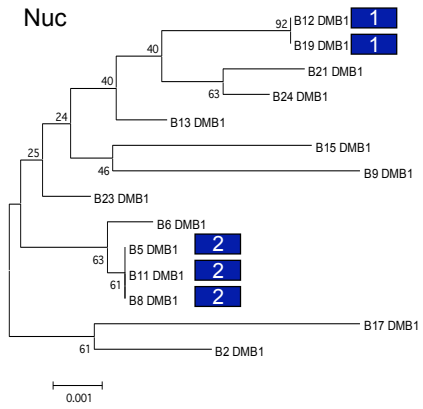 Nuc
92 B12 DMB1 1
B19 DMB1 1
40
B21 DMB1
63 B24 DMB1
40
B13 DMB1
24
B15 DMB1
46 B9 DMB1
25
B23 DMB1
B6 DMB1
63 B5 DMB1 2
B11 DMB1 2
61 B8 DMB1 2
B17 DMB1
61 B2 DMB1
0.001